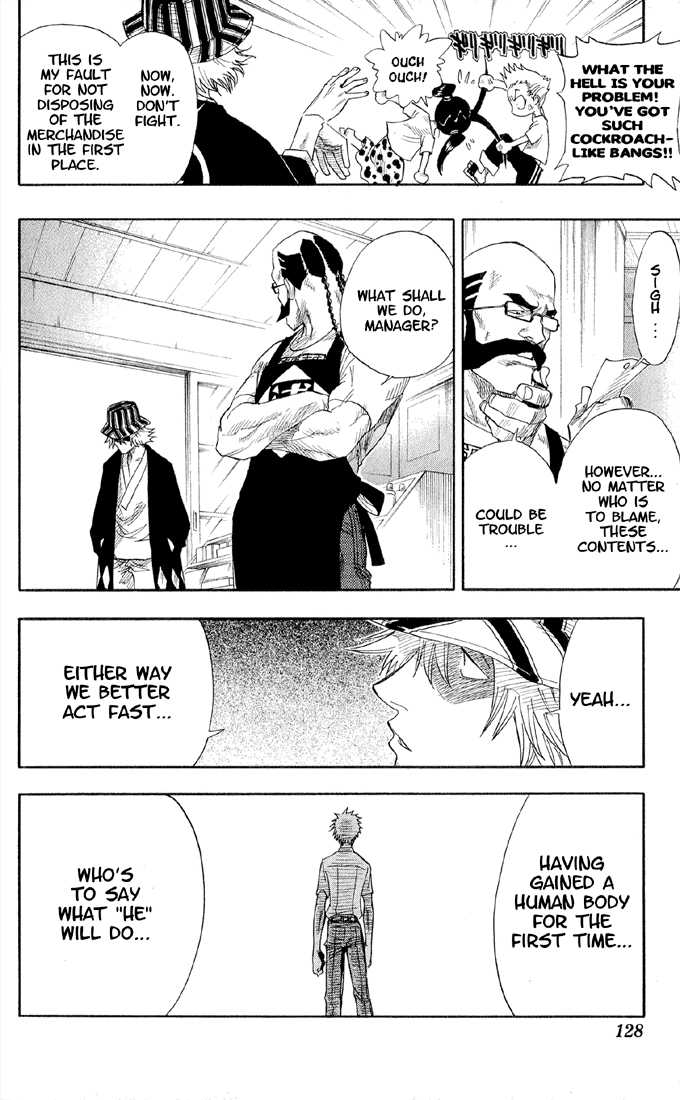 WHAT THE
HELL IS YOUR
PROBLEM!
YOU'VE GOT
SUCH
COCKROACH-
LIKE BANGS!!
OUCH
OUCH!
NOW,
NOW.
DON'T
FIGHT.
THIS IS
MY FAULT
FOR NOT
DISPOSING
OF THE
MERCHANDISE
IN THE FIRST
PLACE.
SIGH...
HOWEVER...
NO MATTER
WHO IS
TO BLAME,
THESE
CONTENTS...
COULD BE
TROUBLE
...
WHAT SHALL
WE DO,
MANAGER?
YEAH...
EITHER WAY
WE BETTER
ACT FAST...
HAVING
GAINED A
HUMAN BODY
FOR THE
FIRST TIME...
WHO'S
TO SAY
WHAT "HE"
WILL DO...
128